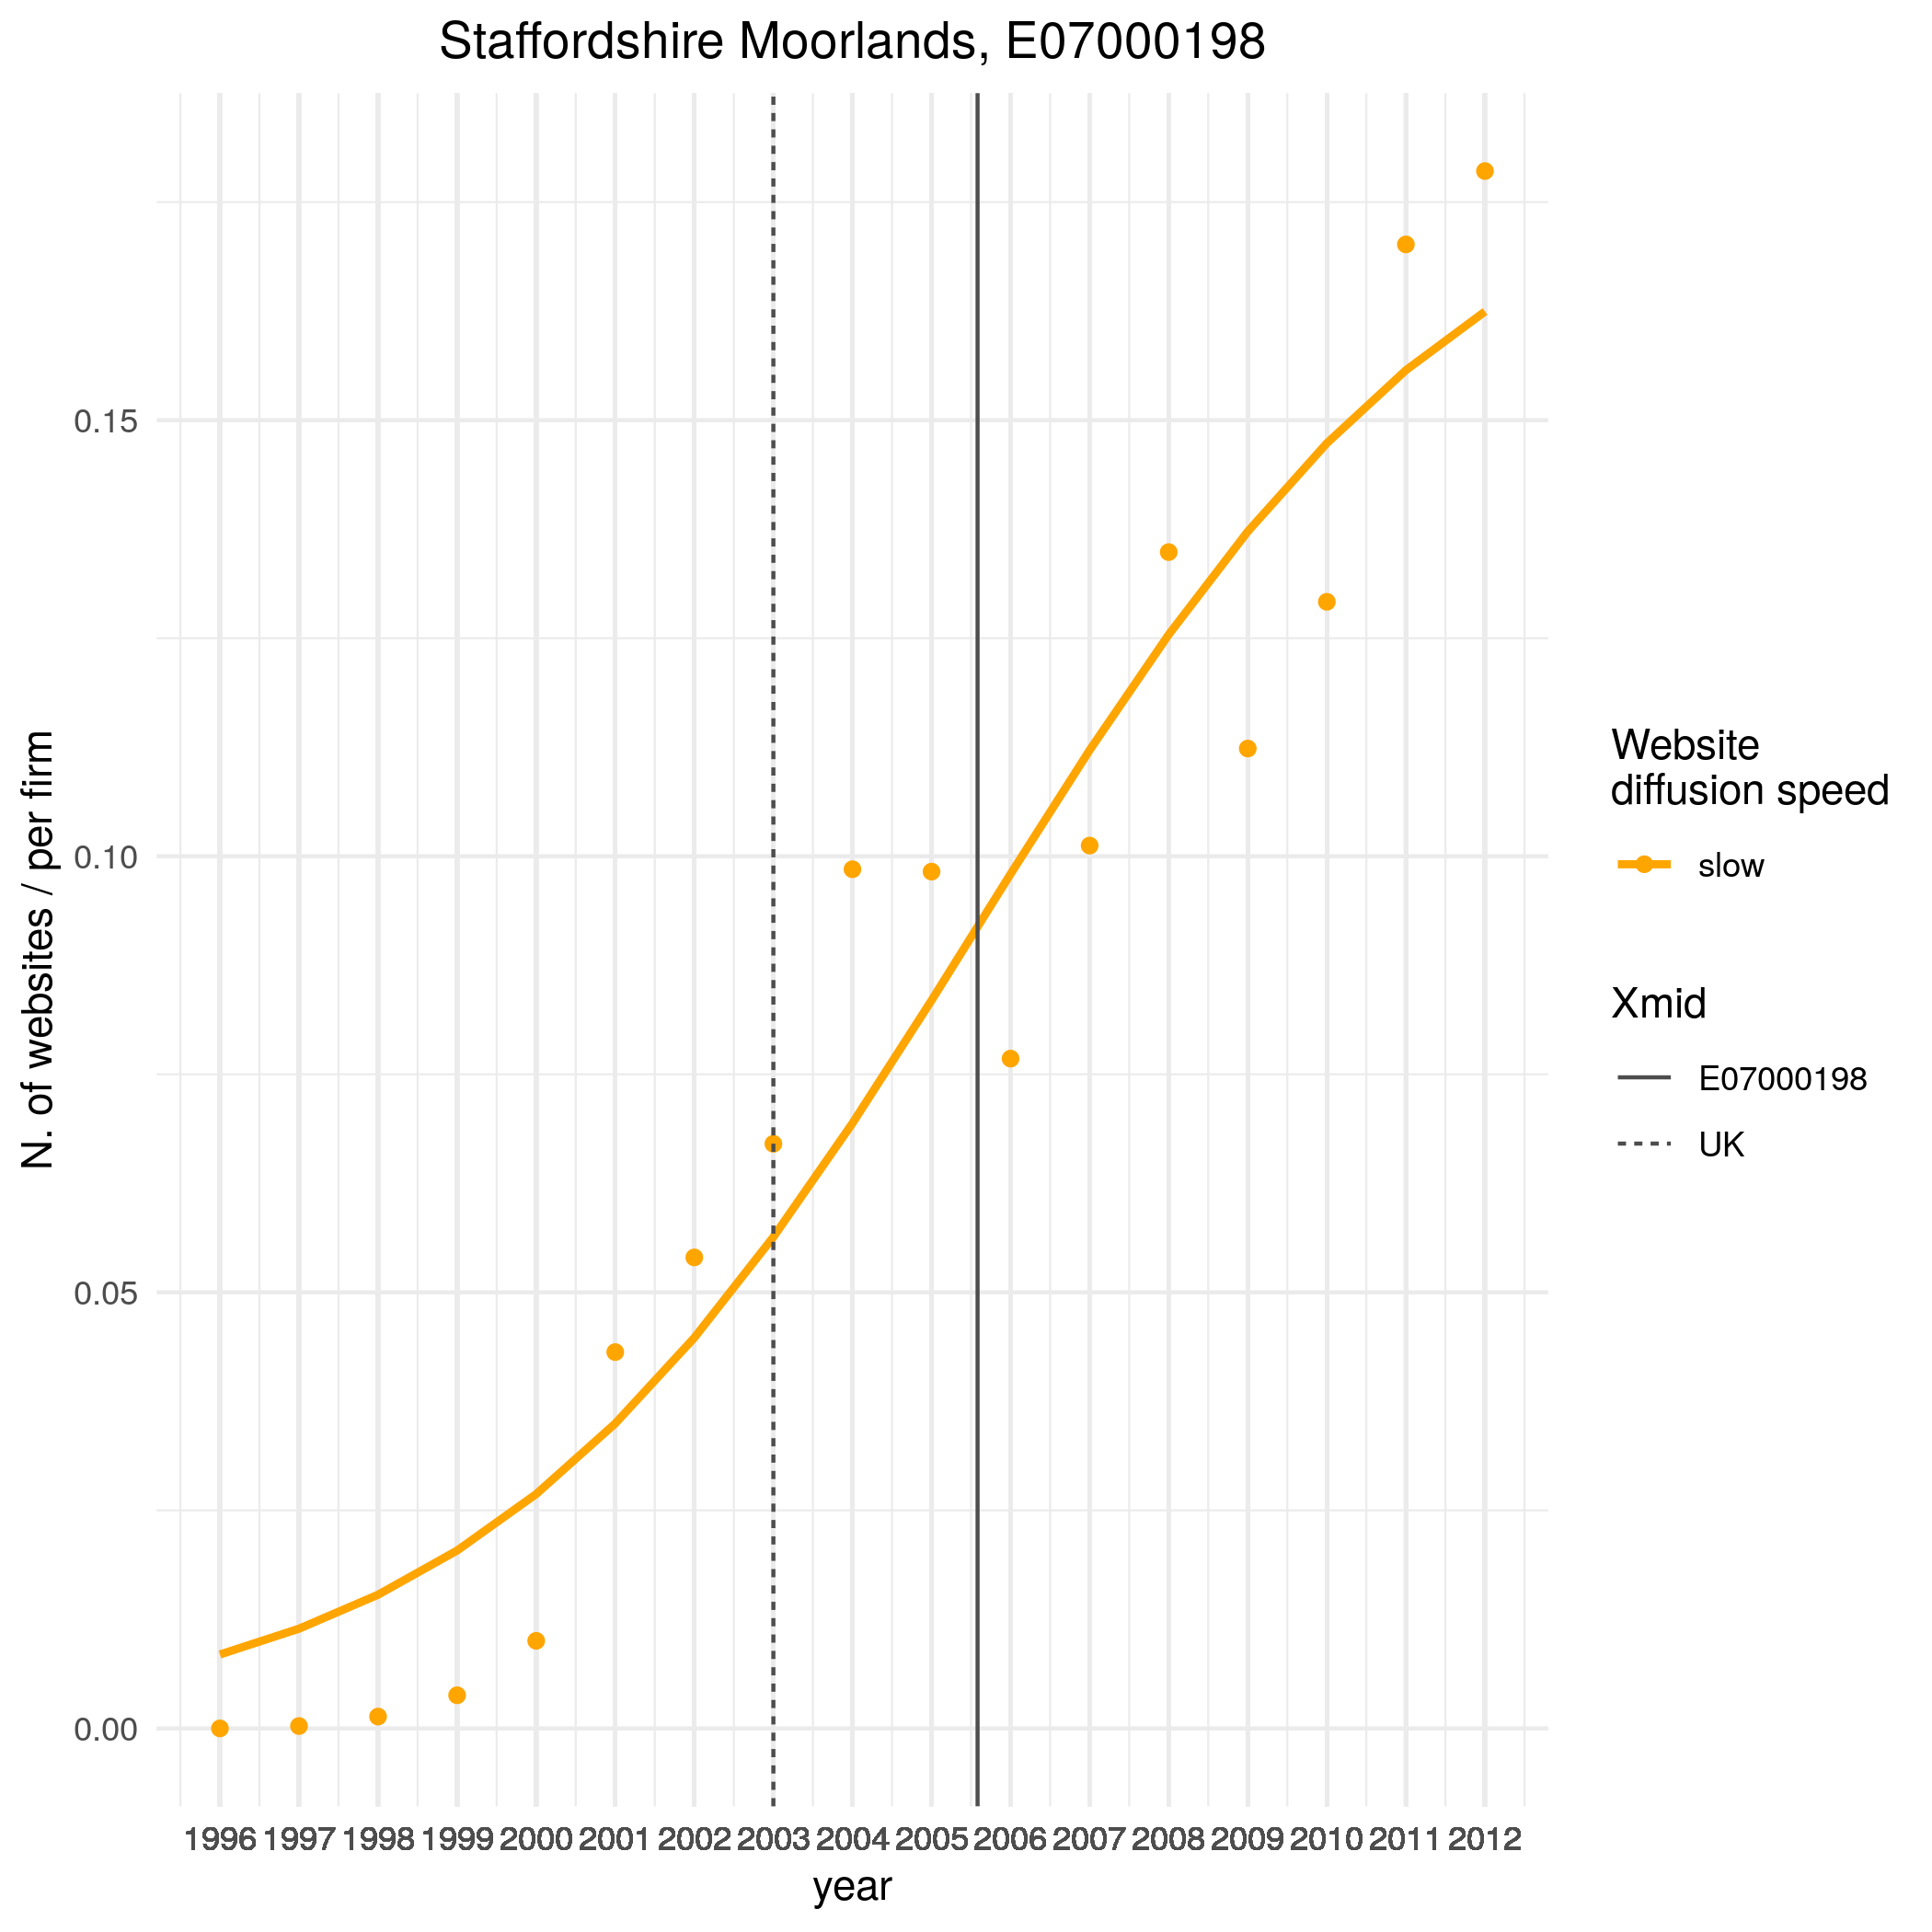 Staffordshire Moorlands, E07000198
N. of websites / per firm
0.15
0.10
0.05
0.00
1996 1997 1998 1999 2000 2001 2002 2003 2004 2005 2006 2007 2008 2009 2010 2011 2012
year
Website
diffusion speed
slow
Xmid
E07000198
UK